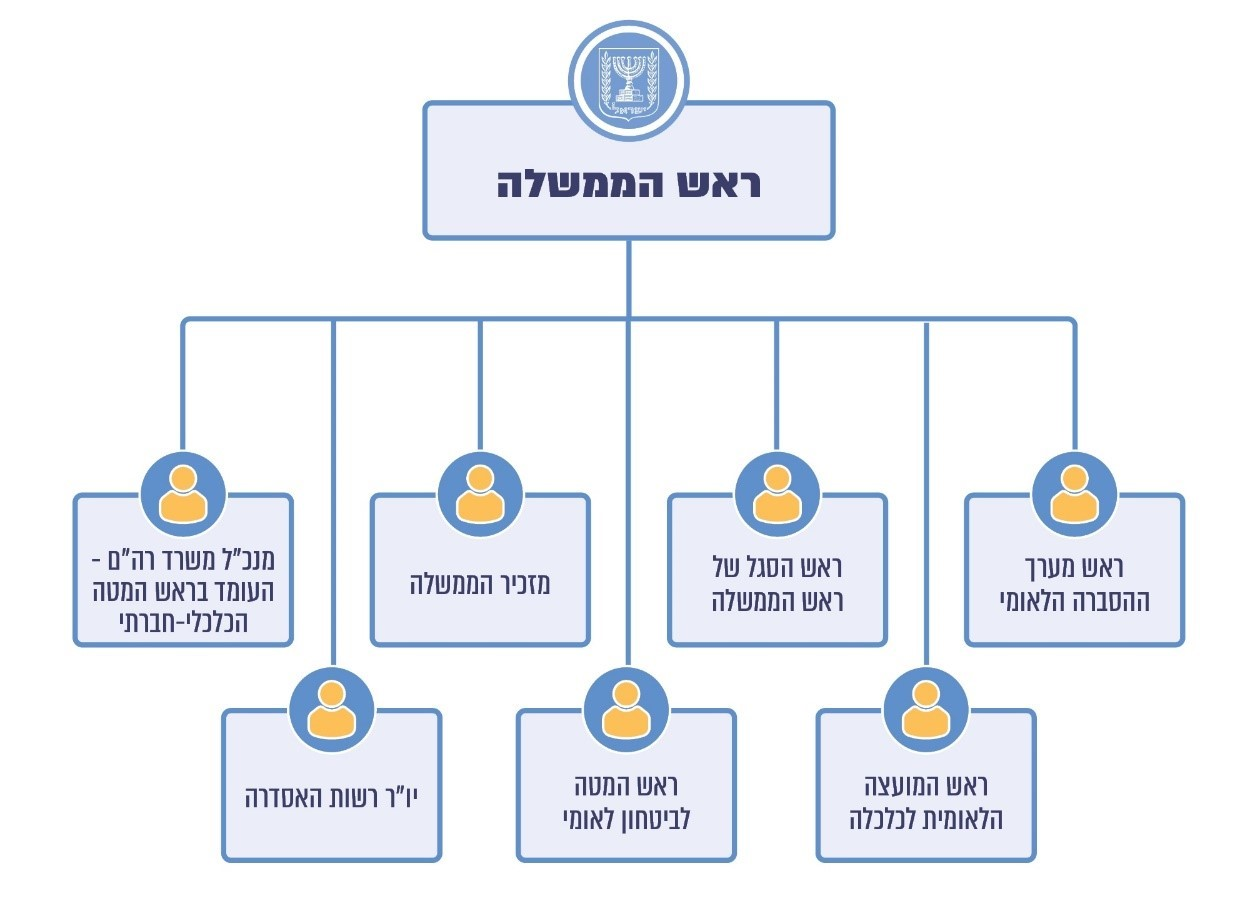 ישראל
ראש הממשלה
ראש מערך
ההסברה הלאומי
ראש הסגל של
ראש הממשלה
מזכיר הממשלה
מנכ"ל משרד רה"ם -
העומד בראש המטה
הכלכלי-חברתי
ראש המועצה
הלאומית לכלכלה
ראש המטה
לביטחון לאומי
יו"ר רשות האסדרה